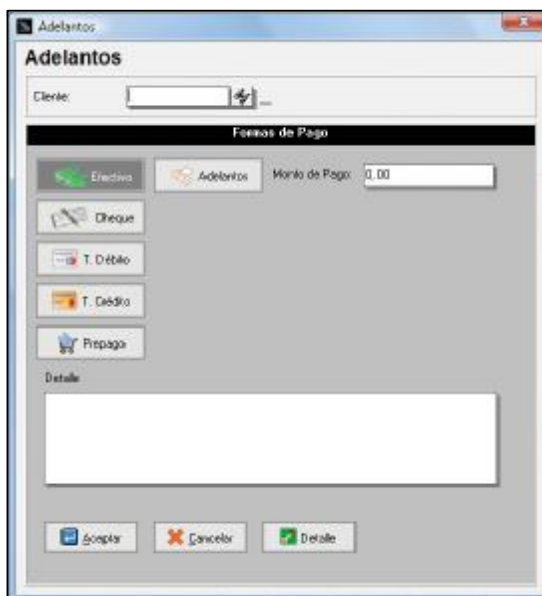 Adelantos
Adelantos
Cliente:
...
Formas de Pago
Efectivo
Adelantos
Monto de Pago:
0,00
Cheque
T. Débito
T. Crédito
Prepago
Detalle
Aceptar
Cancelar
Detalle